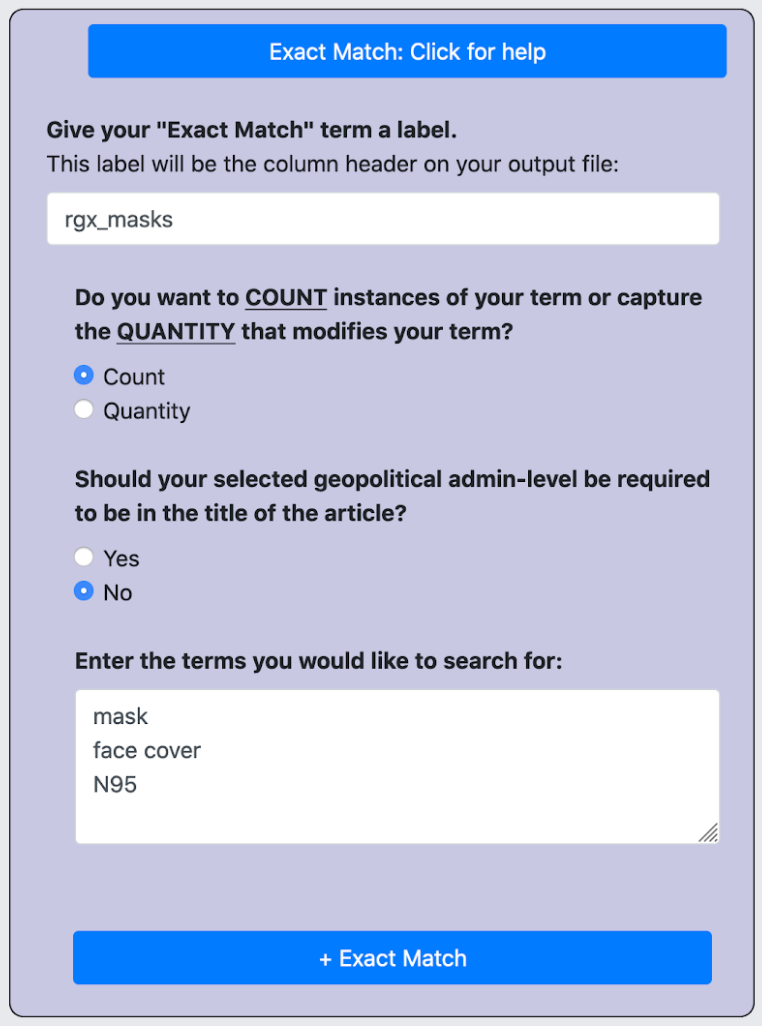 Exact Match: Click for help
Give your "Exact Match" term a label.
This label will be the column header on your output file:
rgx_masks
Do you want to COUNT instances of your term or capture
the QUANTITY that modifies your term?
Count
Quantity
Should your selected geopolitical admin-level be required
to be in the title of the article?
Yes
No
Enter the terms you would like to search for:
mask
face cover
N95
+ Exact Match